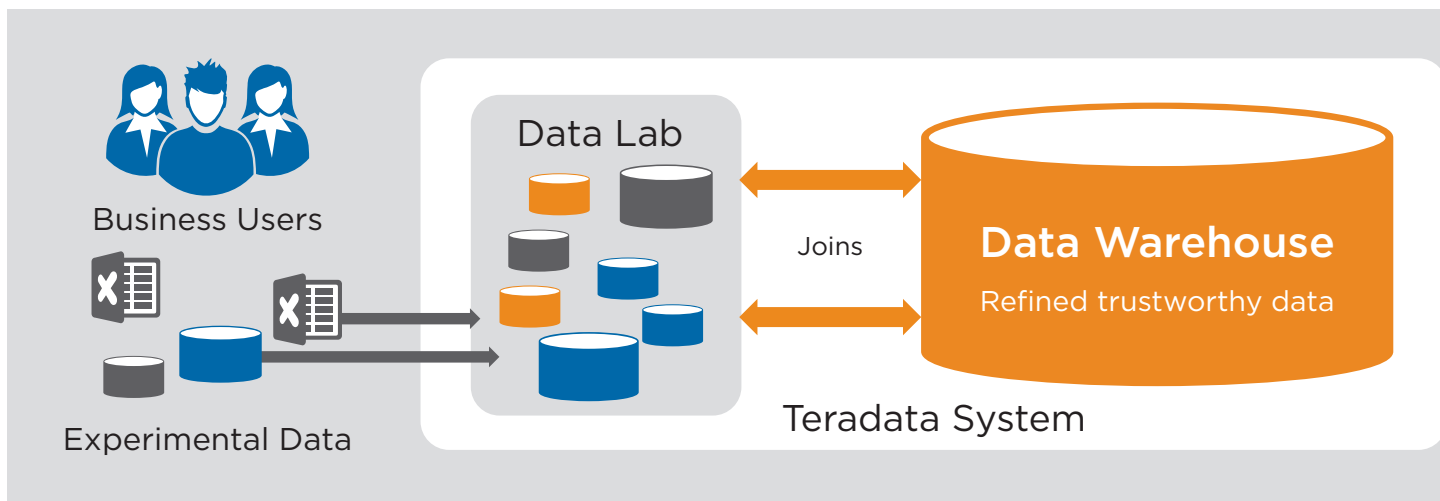 Business Users
Experimental Data
Data Lab
Joins
Data Warehouse
Refined trustworthy data
Teradata System
X
X